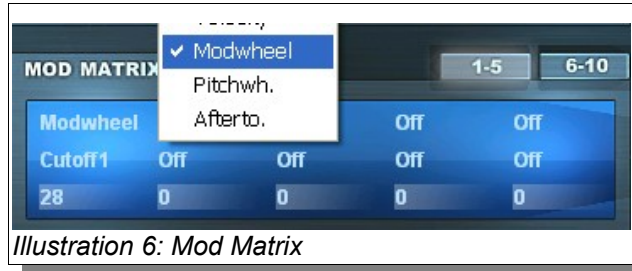 ✓ Modwheel
MOD MATRIX 1-5 6-10
Pitchwh.
Modwheel Afterto. Off Off
Cutoff1 Off Off Off Off
28 0 0 0 0
Illustration 6: Mod Matrix